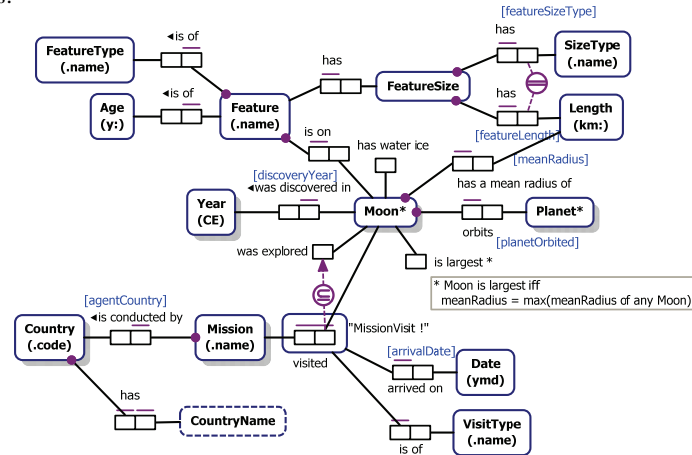 s.
[featureSizeType]
◄is of
has
FeatureType
(.name)
SizeType
(.name)
has
FeatureSize
◄is of
has
Age
(y:)
Feature
(.name)
Length
(km:)
is on
[featureLength]
has water ice
[meanRadius]
[discoveryYear]
◄was discovered in
has a mean radius of
Year
(CE)
Moon*
Planet*
orbits
[planetOrbited]
was explored
is largest *
* Moon is largest iff
meanRadius = max(meanRadius of any Moon)
[agentCountry]
◄is conducted by
Country
(.code)
Mission
(.name)
"MissionVisit !"
visited
[arrivalDate]
Date
(ymd)
arrived on
has
CountryName
VisitType
(.name)
is of